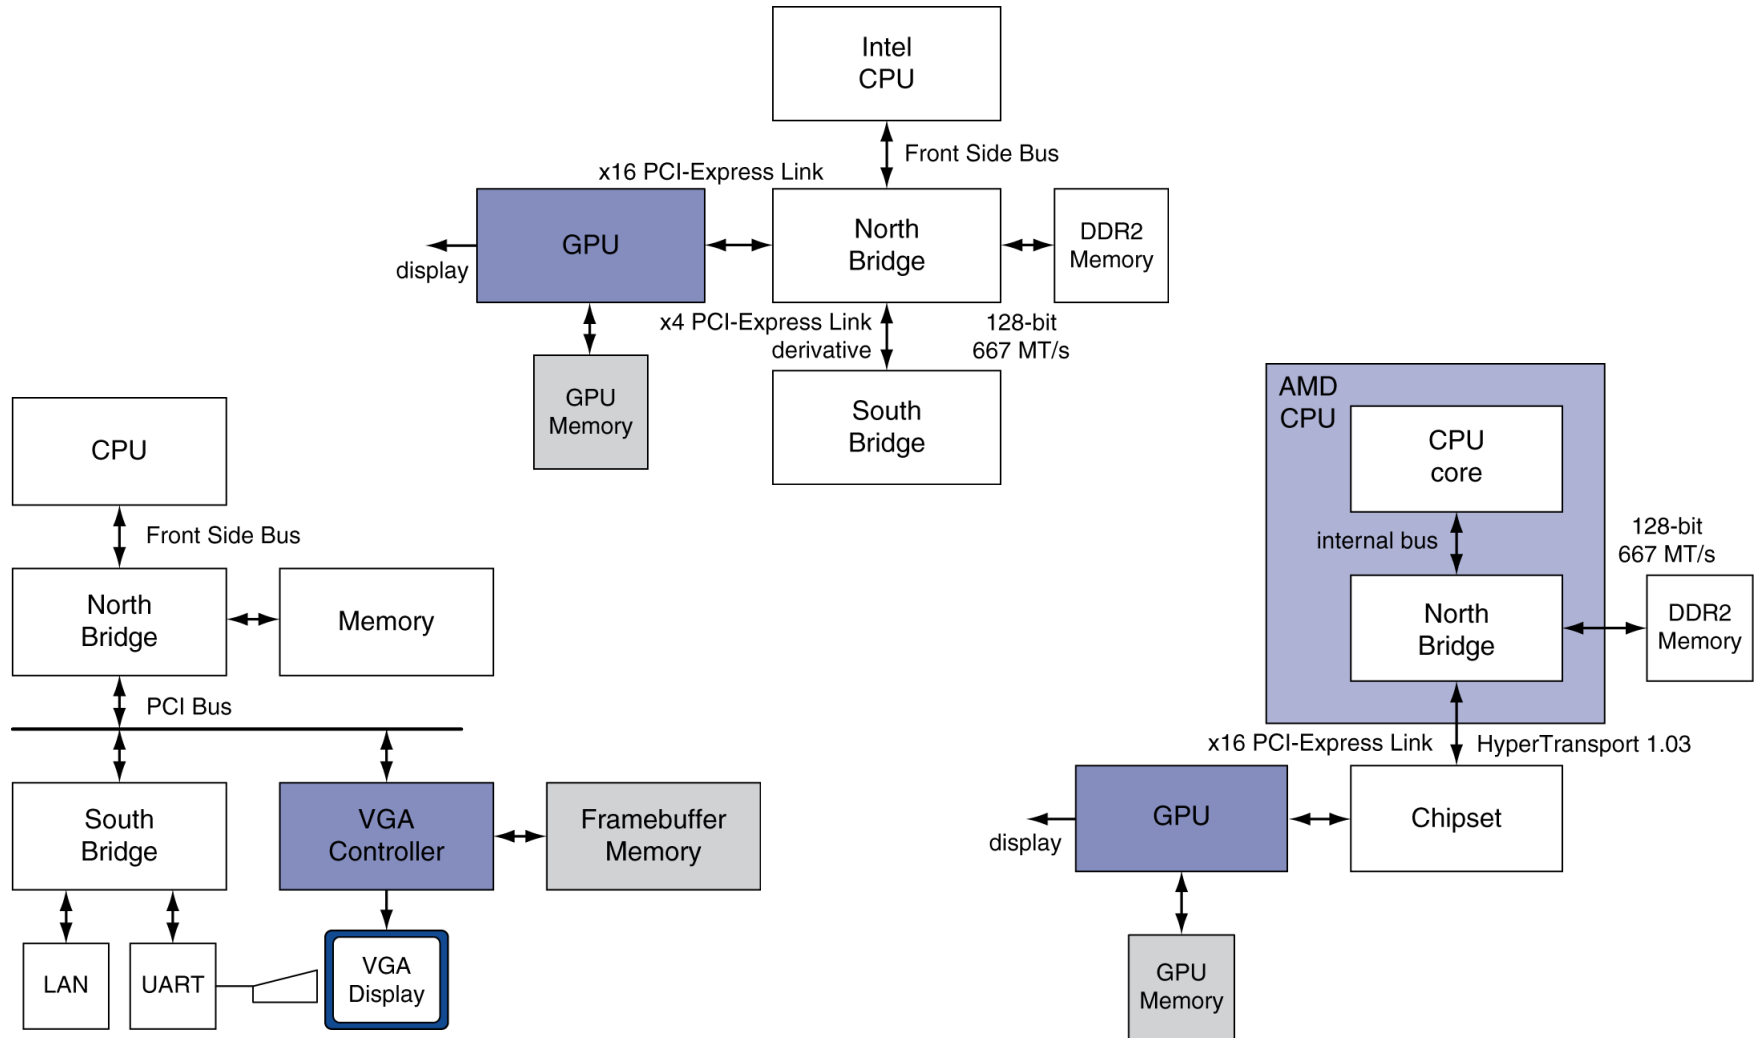 Intel
CPU
Front Side Bus
x16 PCI-Express Link
GPU
North
Bridge
DDR2
Memory
display
x4 PCI-Express Link
derivative
128-bit
667 MT/s
GPU
Memory
South
Bridge
CPU
Front Side Bus
North
Bridge
Memory
PCI Bus
South
Bridge
VGA
Controller
Framebuffer
Memory
LAN
UART
VGA
Display
AMD
CPU
CPU
core
internal bus
128-bit
667 MT/s
North
Bridge
DDR2
Memory
x16 PCI-Express Link
HyperTransport 1.03
GPU
Chipset
display
GPU
Memory